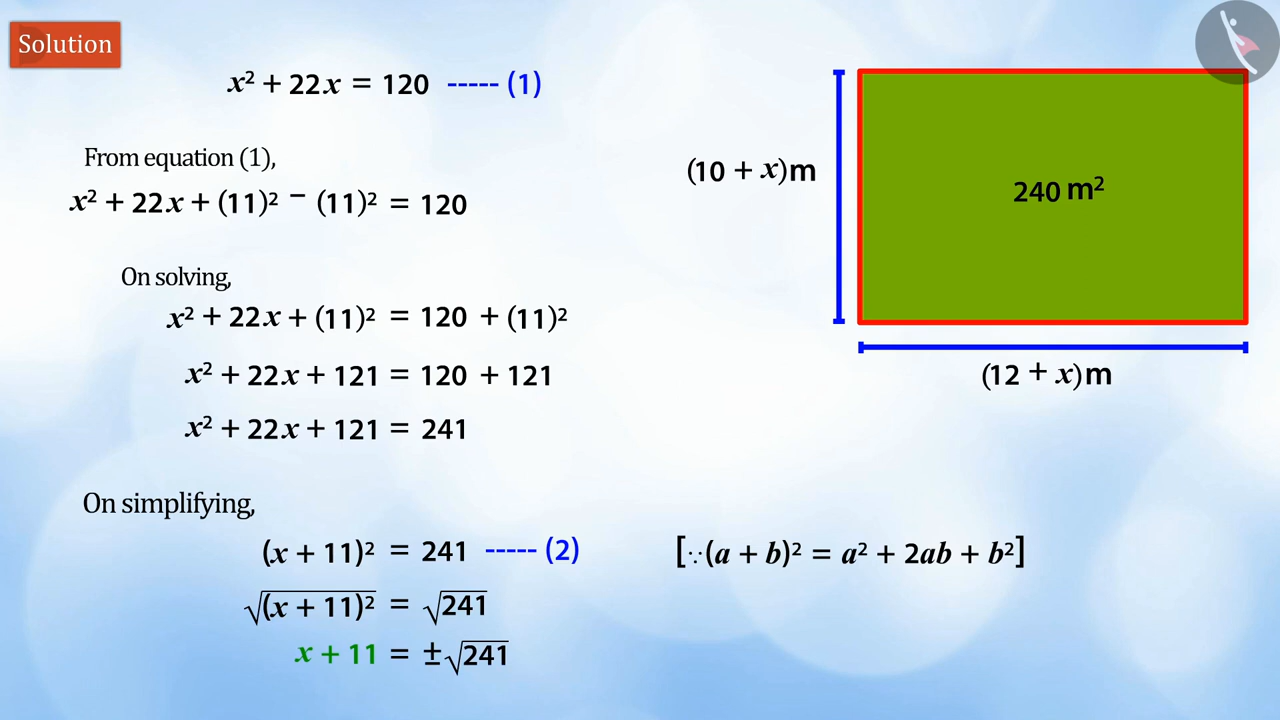 Solution
x² + 22x = 120 ----- (1)
From equation (1),
x² + 22x + (11)² − (11)² = 120
On solving,
x² + 22x + (11)² = 120 + (11)²
x² + 22x + 121 = 120 + 121
x² + 22x + 121 = 241
On simplifying,
(x + 11)² = 241 ----- (2) [∵(a + b)² = a² + 2ab + b²]
√(x + 11)² = √241
x + 11 = ±√241
(10 + x)m
240 m²
(12 + x)m